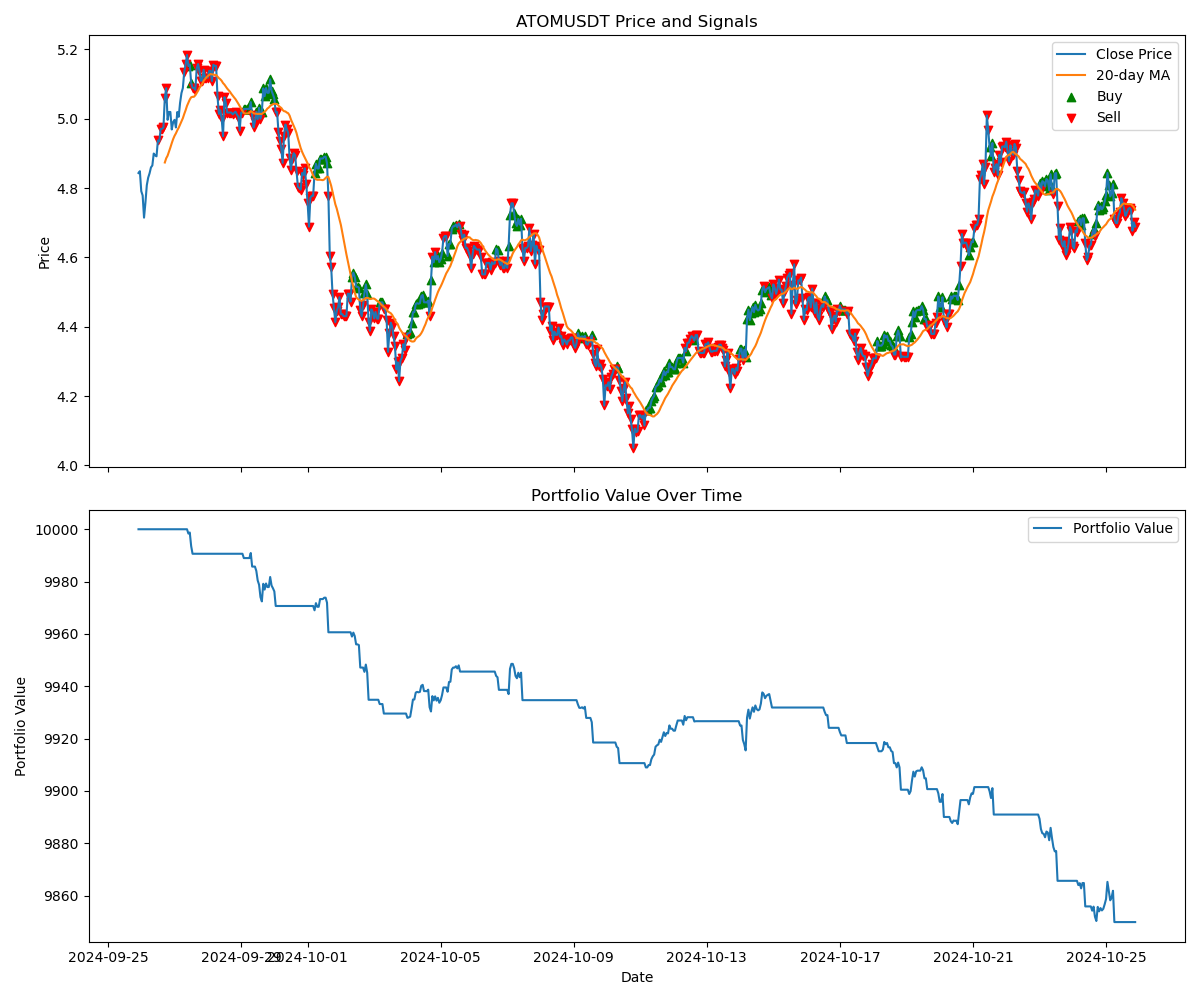 ATOMUSDT Price and Signals
Price
5.2
5.0
4.8
4.6
4.4
4.2
4.0
Close Price
20-day MA
Buy
Sell
Portfolio Value Over Time
Portfolio Value
10000
9980
9960
9940
9920
9900
9880
9860
Portfolio Value
2024-09-25
2024-09-29
2024-10-01
2024-10-05
2024-10-09
2024-10-13
2024-10-17
2024-10-21
2024-10-25
Date